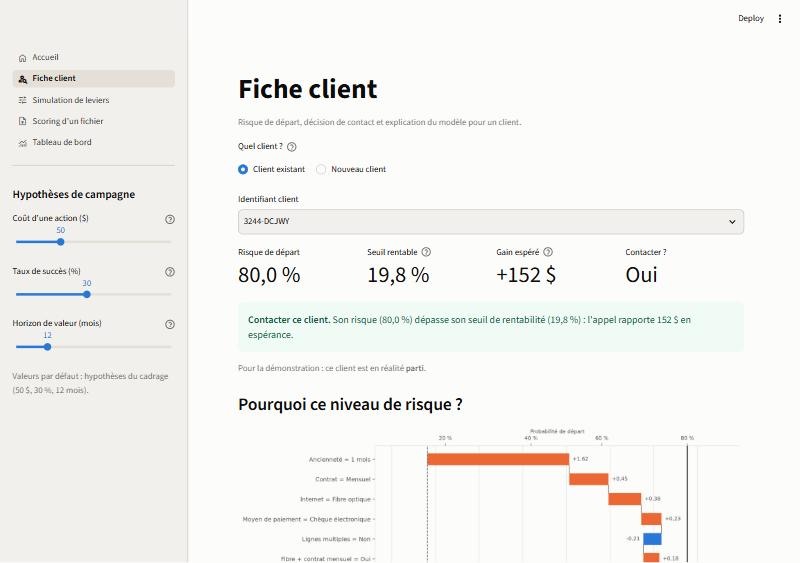 Deploy
Accueil
Fiche client
Simulation de leviers
Scoring d'un fichier
Tableau de bord
Hypothèses de campagne
Coût d'une action ($)
50
Taux de succès (%)
30
Horizon de valeur (mois)
12
Valeurs par défaut : hypothèses du cadrage
(50 $, 30 %, 12 mois).
Fiche client
Risque de départ, décision de contact et explication du modèle pour un client.
Quel client ?
Client existant
Nouveau client
Identifiant client
3244-DCJWY
Risque de départ
Seuil rentable
Gain espéré
Contacter ?
80,0 %
19,8 %
+152 $
Oui
Contacter ce client. Son risque (80,0 %) dépasse son seuil de rentabilité (19,8 %) : l'appel rapporte 152 $ en
espérance.
Pour la démonstration : ce client est en réalité parti.
Pourquoi ce niveau de risque ?
Probabilité de départ
20 %
40 %
60 %
80 %
Ancienneté = 1 mois
+1.62
Contrat = Mensuel
+0.45
Internet = Fibre optique
+0.38
Moyen de paiement = Chèque électronique
+0.23
Lignes multiples = Non
-0.21
Fibre + contrat mensuel = Oui
+0.18